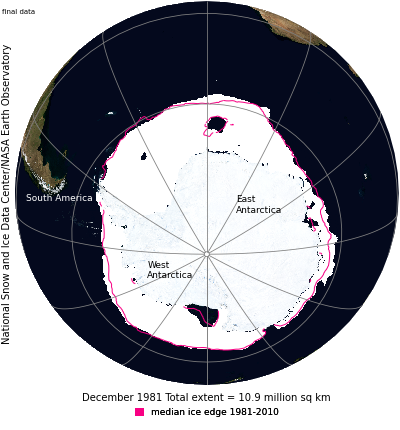 final data
National Snow and Ice Data Center/NASA Earth Observatory
South America
East
Antarctica
West
Antarctica
December 1981 Total extent = 10.9 million sq km
median ice edge 1981-2010